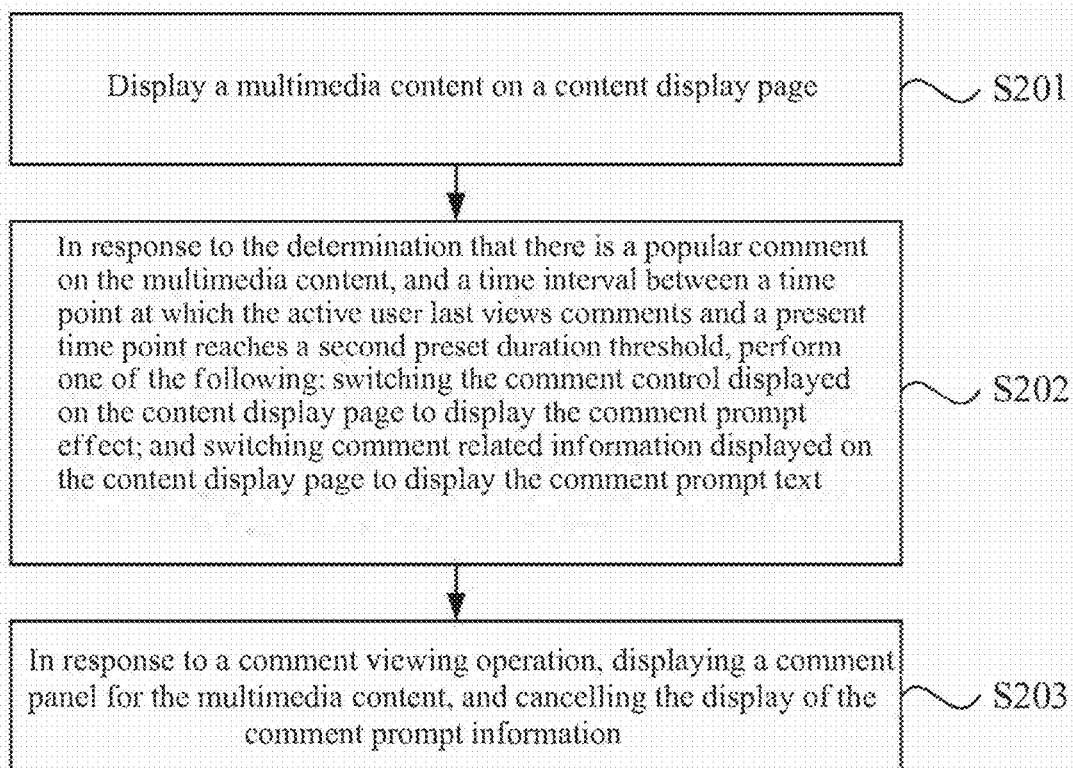 Display a multimedia content on a content display page
S201
In response to the determination that there is a popular comment
on the multimedia content, and a time interval between a time
point at which the active user last views comments and a present
time point reaches a second preset duration threshold, perform
one of the following: switching the comment control displayed
on the content display page to display the comment prompt
effect; and switching comment related information displayed on
the content display page to display the comment prompt text
S202
In response to a comment viewing operation, displaying a comment
panel for the multimedia content, and cancelling the display of the
comment prompt information
S203